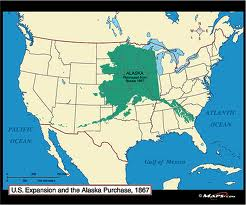 ALASKA
Purchased from
Russia 1867
PACIFIC
OCEAN
ATLANTIC
OCEAN
Gulf of Mexico
U.S. Expansion and the Alaska Purchase, 1867
MAPS.com